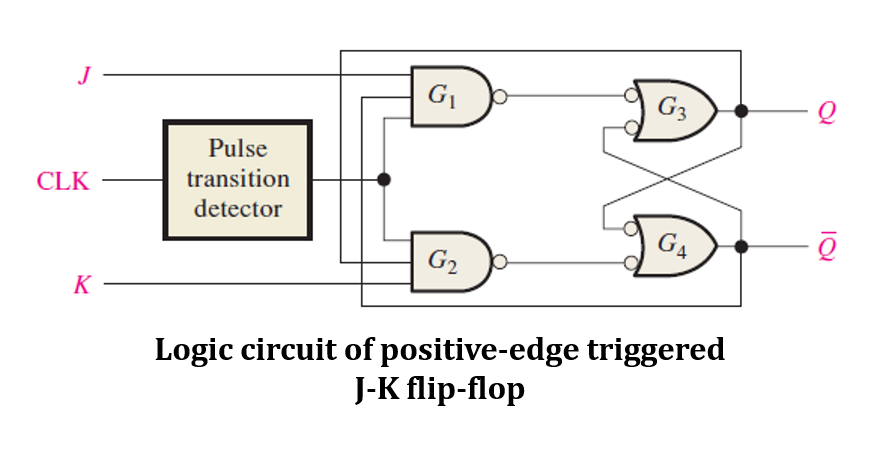 J
G₁
G₃
Q
Pulse
transition
detector
CLK
G₂
G₄
Q̅
K
Logic circuit of positive-edge triggered
J-K flip-flop